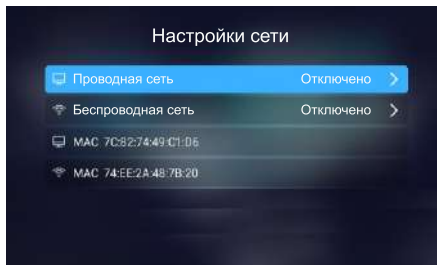 Настройки сети
Проводная сеть Отключено
Беспроводная сеть Отключено
MAC 7C:82:74:49:C1:D6
MAC 74:EE:2A:48:7B:20